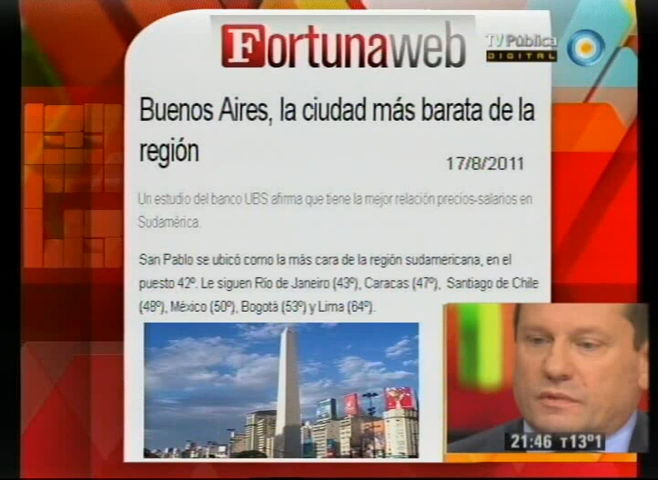 Fortunaweb
TV Pública
DIGITAL
Buenos Aires, la ciudad más barata de la
región
17/8/2011
Un estudio del banco UBS afirma que tiene la mejor relación precios-salarios en
Sudamérica.
San Pablo se ubicó como la más cara de la región sudamericana, en el
puesto 42º. Le siguen Río de Janeiro (43º), Caracas (47º), Santiago de Chile
(48º), México (50º), Bogotá (53º) y Lima (64º).
21:46 T13º1